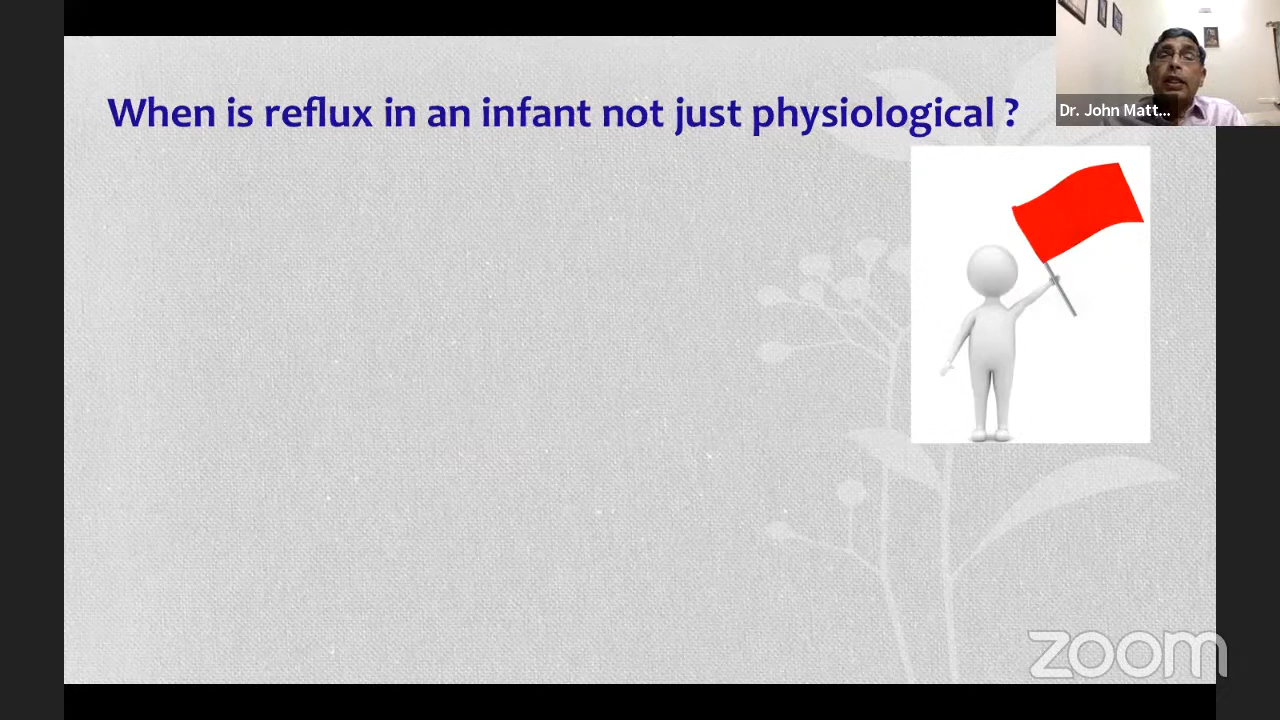 When is reflux in an infant not just physiological ?
Dr. John Matt...
zoom